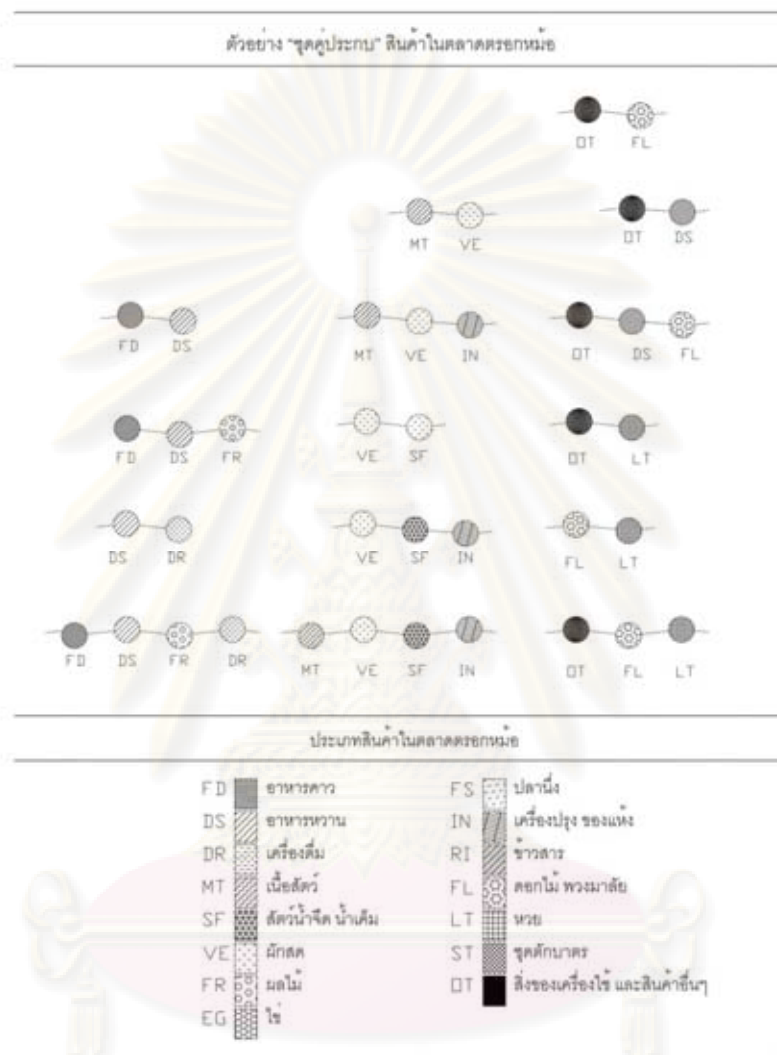 ตัวอย่าง "ชุดคู่ประกบ" สินค้าในตลาดตรอกหม้อ
OT FL
MT VE OT DS
FD DS MT VE IN OT DS FL
FD DS FR VE SF OT LT
DS DR VE SF IN FL LT
FD DS FR DR MT VE SF IN OT FL LT
ประเภทสินค้าในตลาดตรอกหม้อ
FD อาหารคาว
DS อาหารหวาน
DR เครื่องดื่ม
MT เนื้อสัตว์
SF สัตว์น้ำจืด น้ำเค็ม
VE ผักสด
FR ผลไม้
EG ไข่
FS ปลานึ่ง
IN เครื่องปรุง ของแห้ง
RI ข้าวสาร
FL ดอกไม้ พวงมาลัย
LT หวย
ST ชุดตักบาตร
OT สิ่งของเครื่องใช้ และสินค้าอื่นๆ